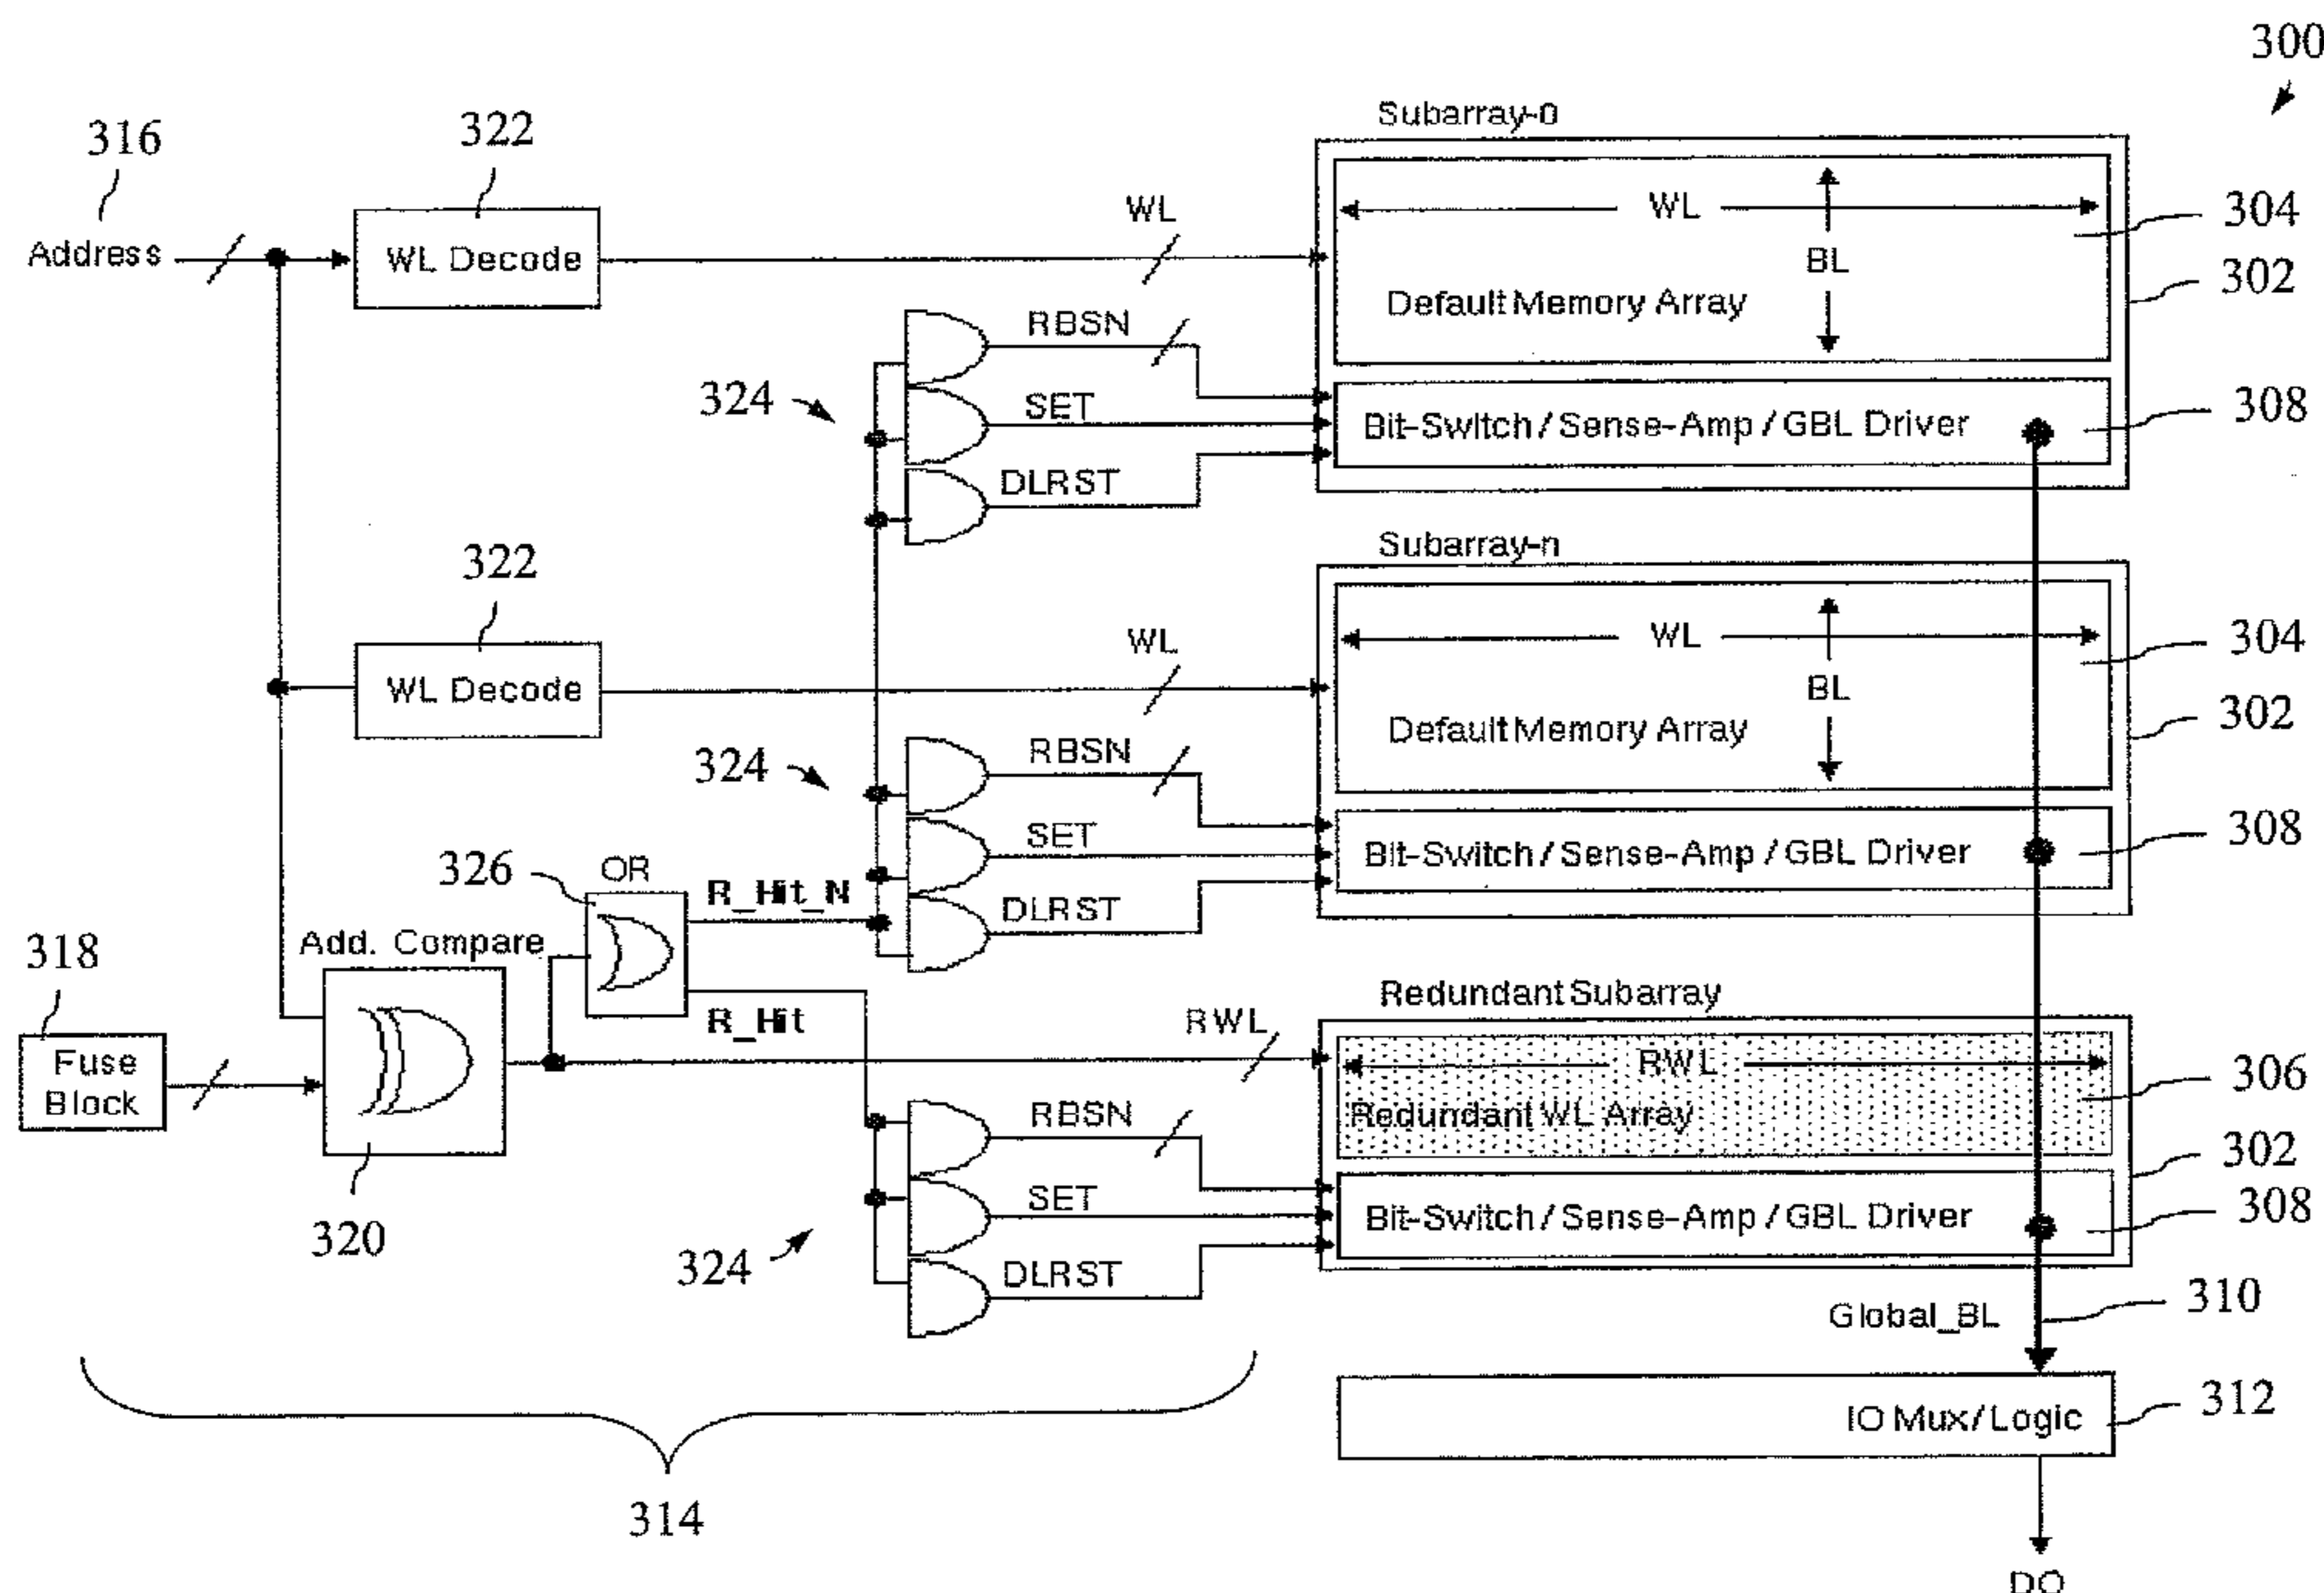 300
Subarray-0
316
322
WL
WL
304
Address
WL Decode
BL
302
Default Memory Array
RBSN
324
SET
Bit-Switch/Sense-Amp/GBL Driver
308
DLRST
Subarray-n
322
WL
WL
304
WL Decode
BL
302
Default Memory Array
RBSN
324
SET
Bit-Switch/Sense-Amp/GBL Driver
308
326
OR
R_Hit_N
DLRST
318
Add. Compare
Redundant Subarray
R_Hit
RWL
RWL
306
Fuse
Block
Redundant WL Array
RBSN
302
320
SET
Bit-Switch/Sense-Amp/GBL Driver
308
324
DLRST
Global_BL
310
IO Mux/Logic
312
314